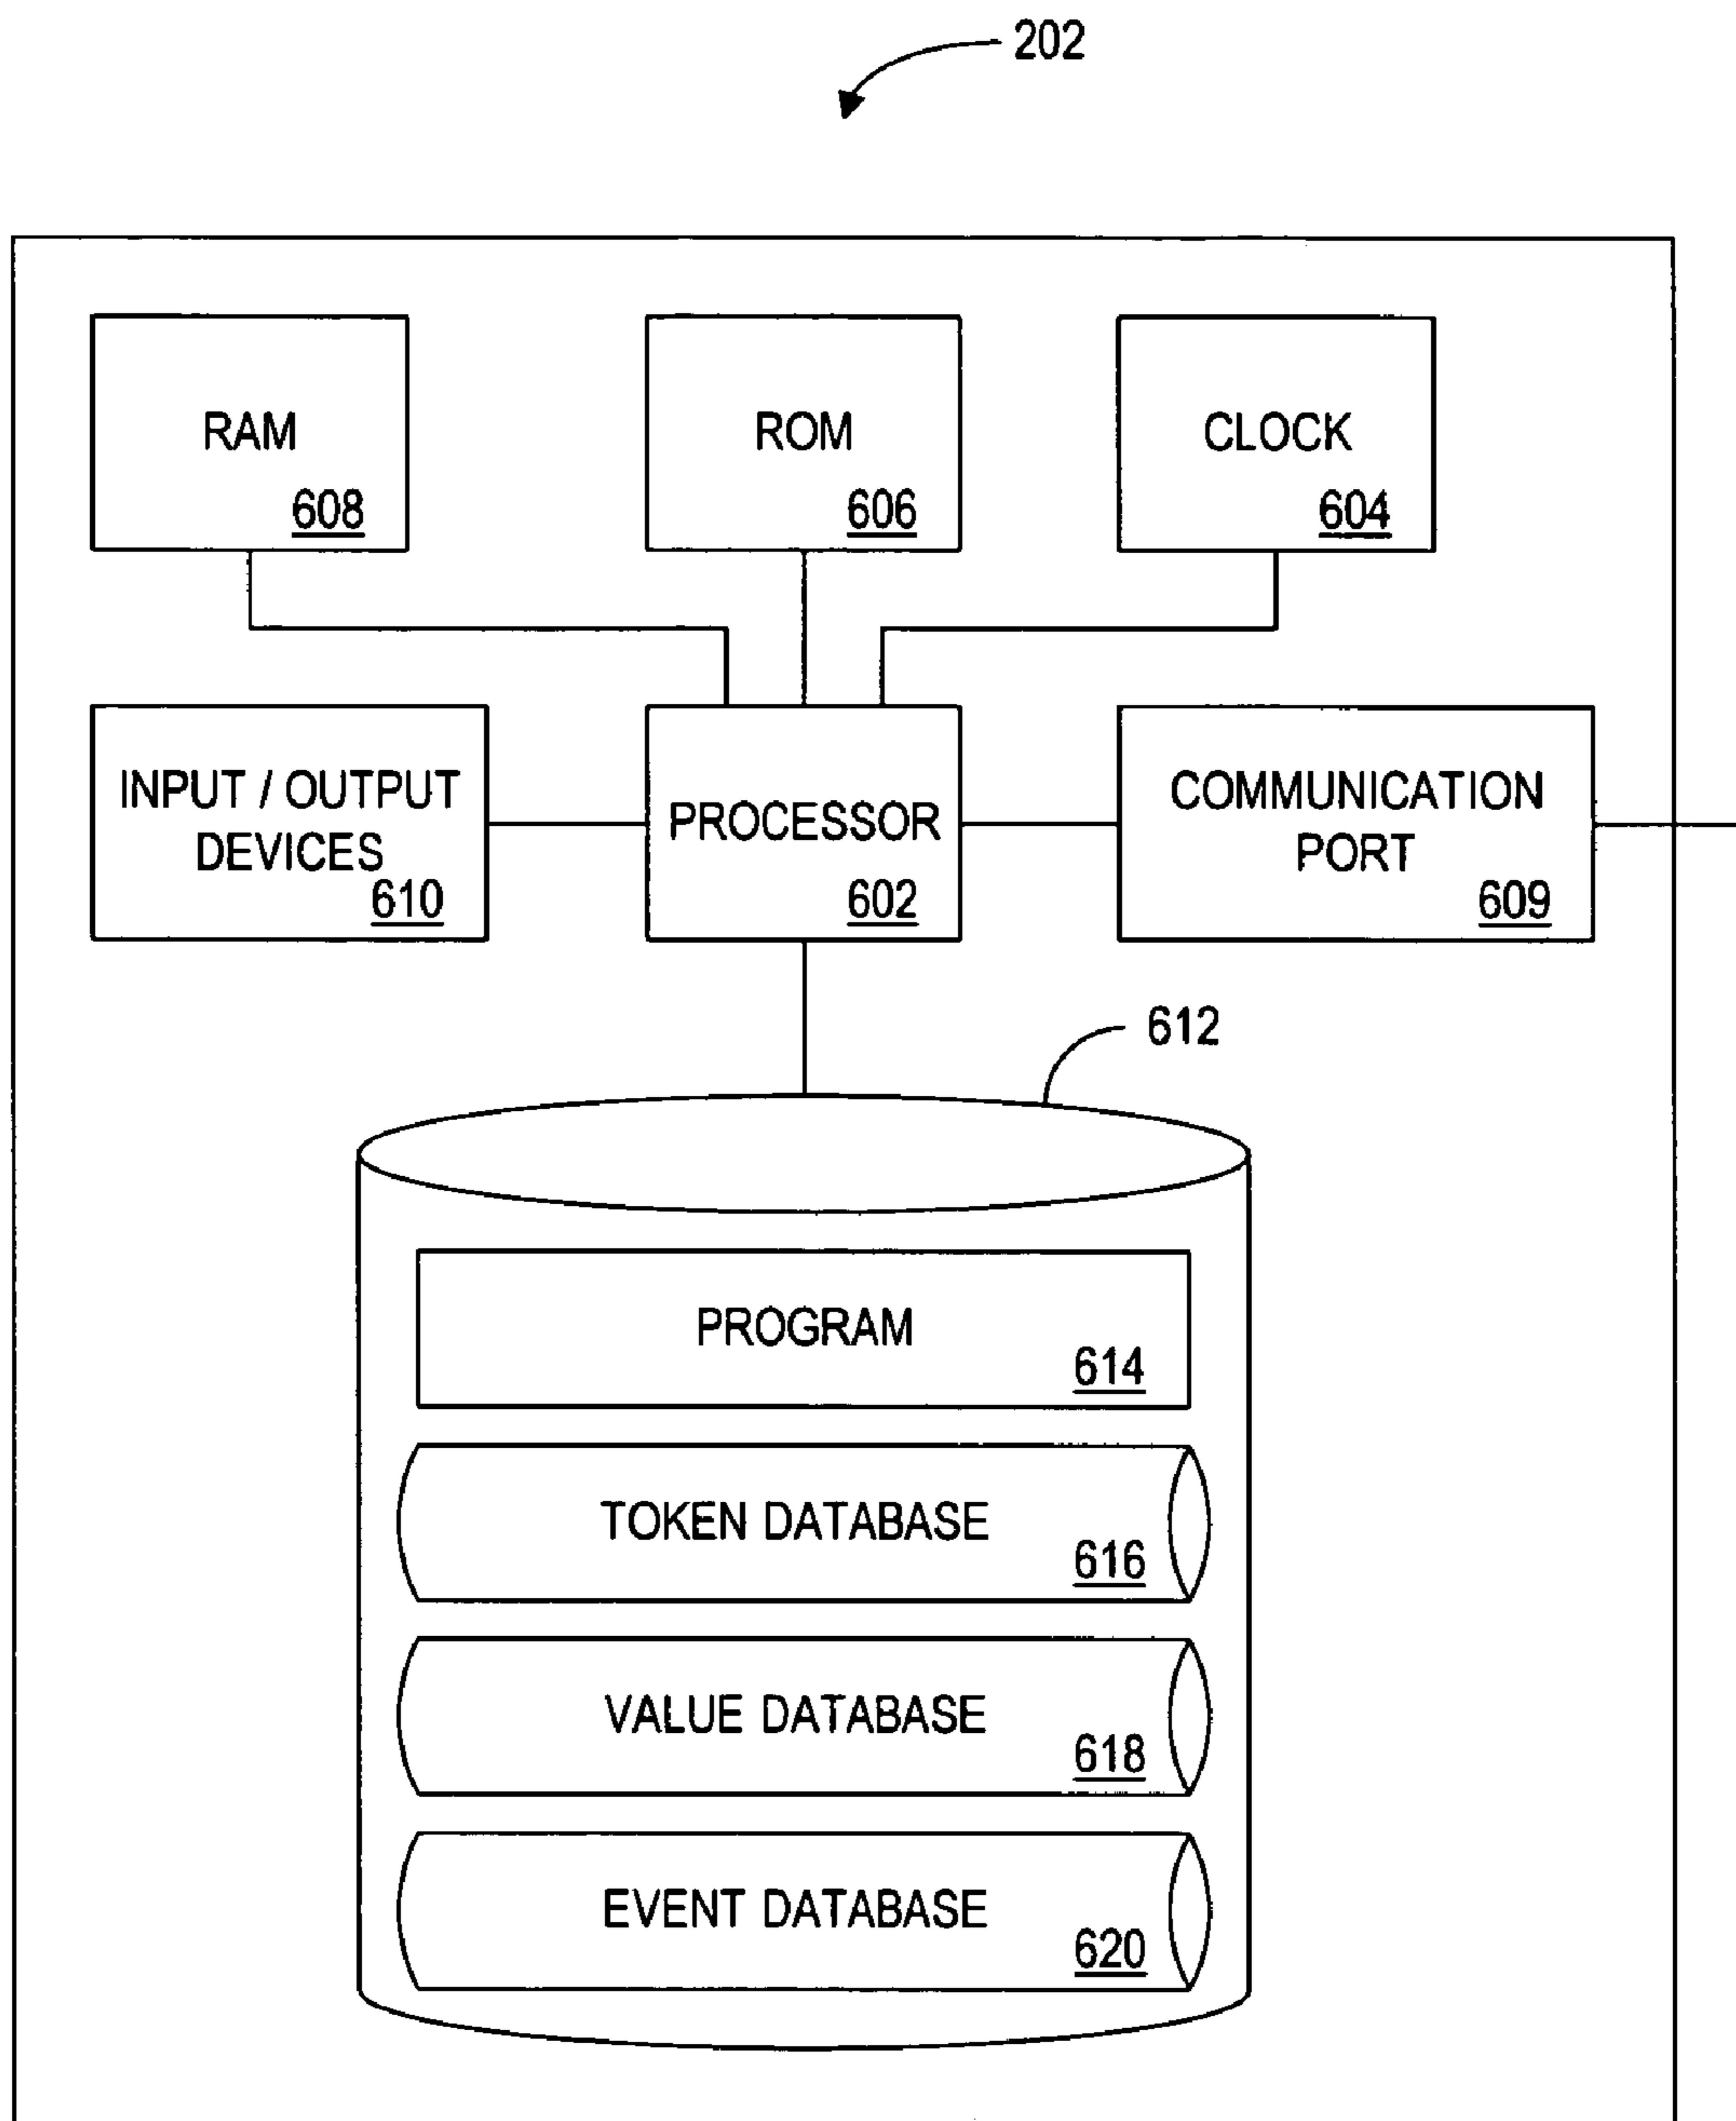 202
RAM
608
ROM
606
CLOCK
604
INPUT / OUTPUT
DEVICES
610
PROCESSOR
602
COMMUNICATION
PORT
609
612
PROGRAM
614
TOKEN DATABASE
616
VALUE DATABASE
618
EVENT DATABASE
620